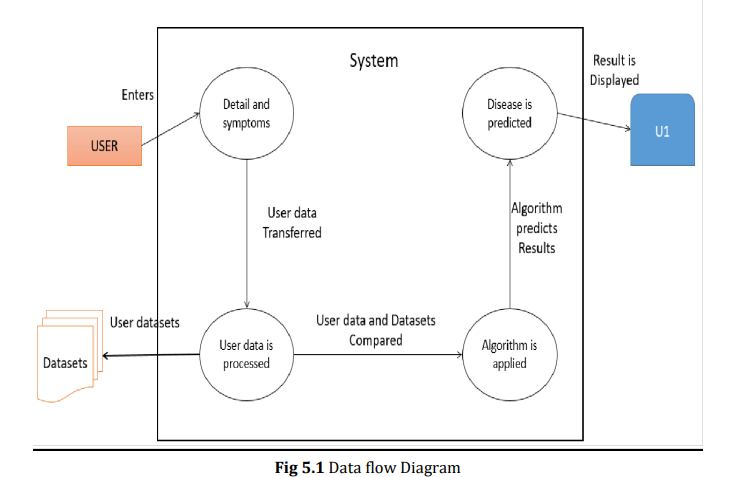 System
Result is
Displayed
Enters
Detail and
symptoms
Disease is
predicted
USER
U1
User data
Transferred
Algorithm
predicts
Results
User datasets
User data and Datasets
Compared
Datasets
User data is
processed
Algorithm is
applied
Fig 5.1 Data flow Diagram